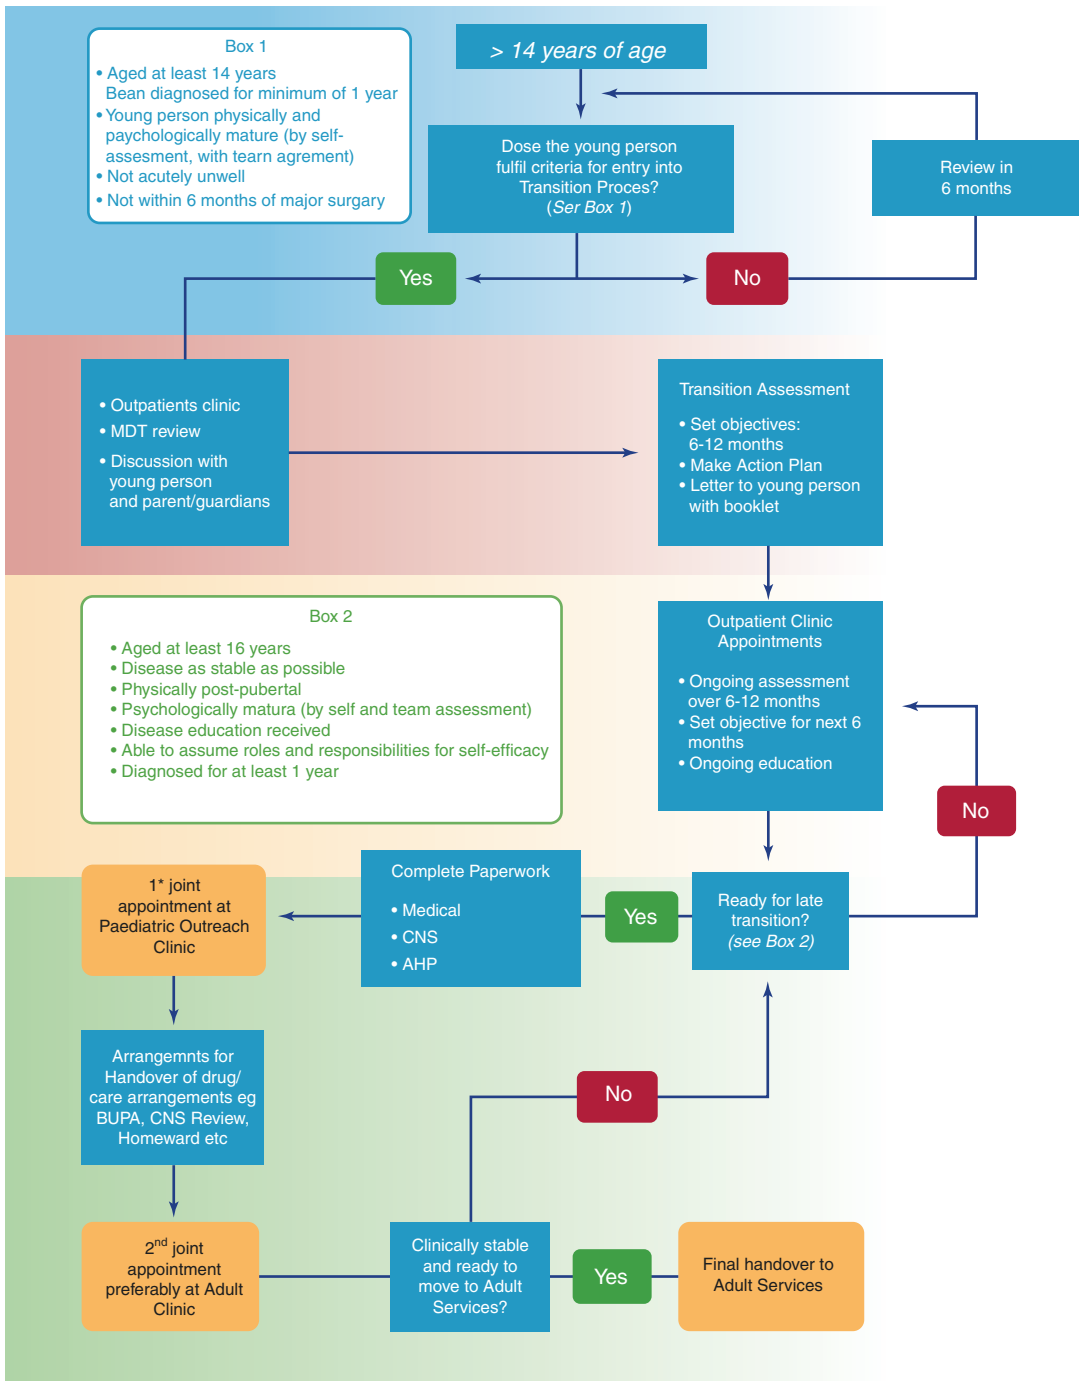 Box 1
• Aged at least 14 years
Bean diagnosed for minimum of 1 year
• Young person physically and
paychologically mature (by self-
assesment, with tearn agrement)
• Not acutely unwell
• Not within 6 months of major surgary
> 14 years of age
Dose the young person
fulfil criteria for entry into
Transition Proces?
(Ser Box 1)
Review in
6 months
Yes
No
• Outpatients clinic
• MDT review
• Discussion with
young person
and parent/guardians
Transition Assessment
• Set objectives:
6-12 months
• Make Action Plan
• Letter to young person
with booklet
Box 2
• Aged at least 16 years
• Disease as stable as possible
• Physically post-pubertal
• Psychologically matura (by self and team assessment)
• Disease education received
• Able to assume roles and responsibilities for self-efficacy
• Diagnosed for at least 1 year
Outpatient Clinic
Appointments
• Ongoing assessment
over 6-12 months
• Set objective for next 6
months
• Ongoing education
No
Ready for late
transition?
(see Box 2)
Yes
Complete Paperwork
• Medical
• CNS
• AHP
1* joint
appointment at
Paediatric Outreach
Clinic
Arrangemnts for
Handover of drug/
care arrangements eg
BUPA, CNS Review,
Homeward etc
No
2nd joint
appointment
preferably at Adult
Clinic
Clinically stable
and ready to
move to Adult
Services?
Yes
Final handover to
Adult Services